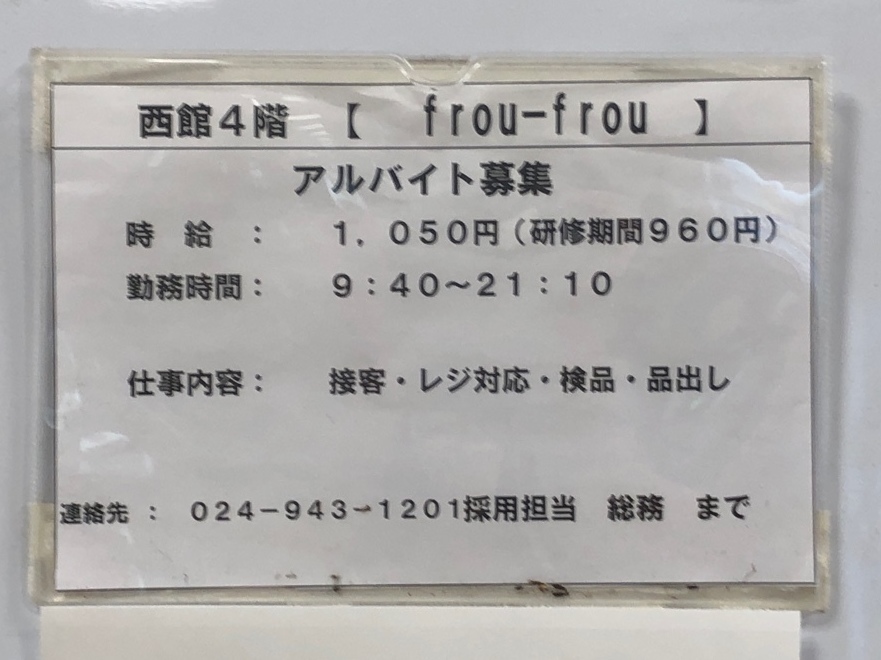 西館４階　【　frou-frou　】
アルバイト募集
時　給　：　１，０５０円（研修期間９６０円）
勤務時間：　９：４０～２１：１０
仕事内容：　接客・レジ対応・検品・品出し
連絡先　：　０２４－９４３－１２０１採用担当　総務　まで